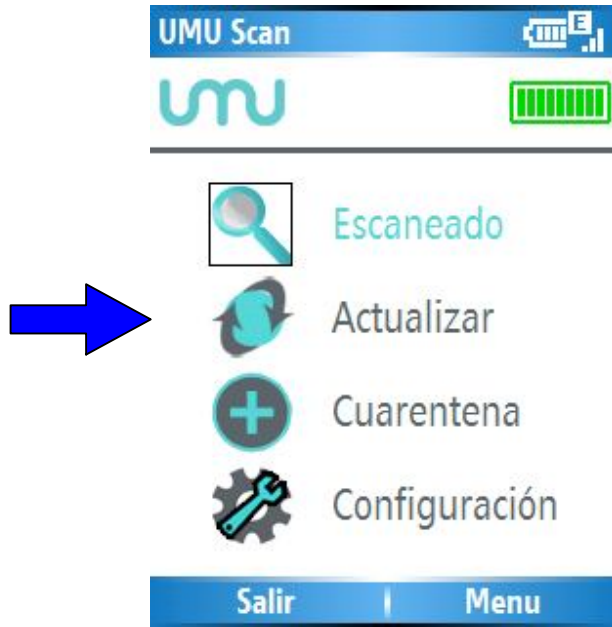 UMU Scan
E
umu
Escaneado
Actualizar
Cuarentena
Configuración
Salir
Menu